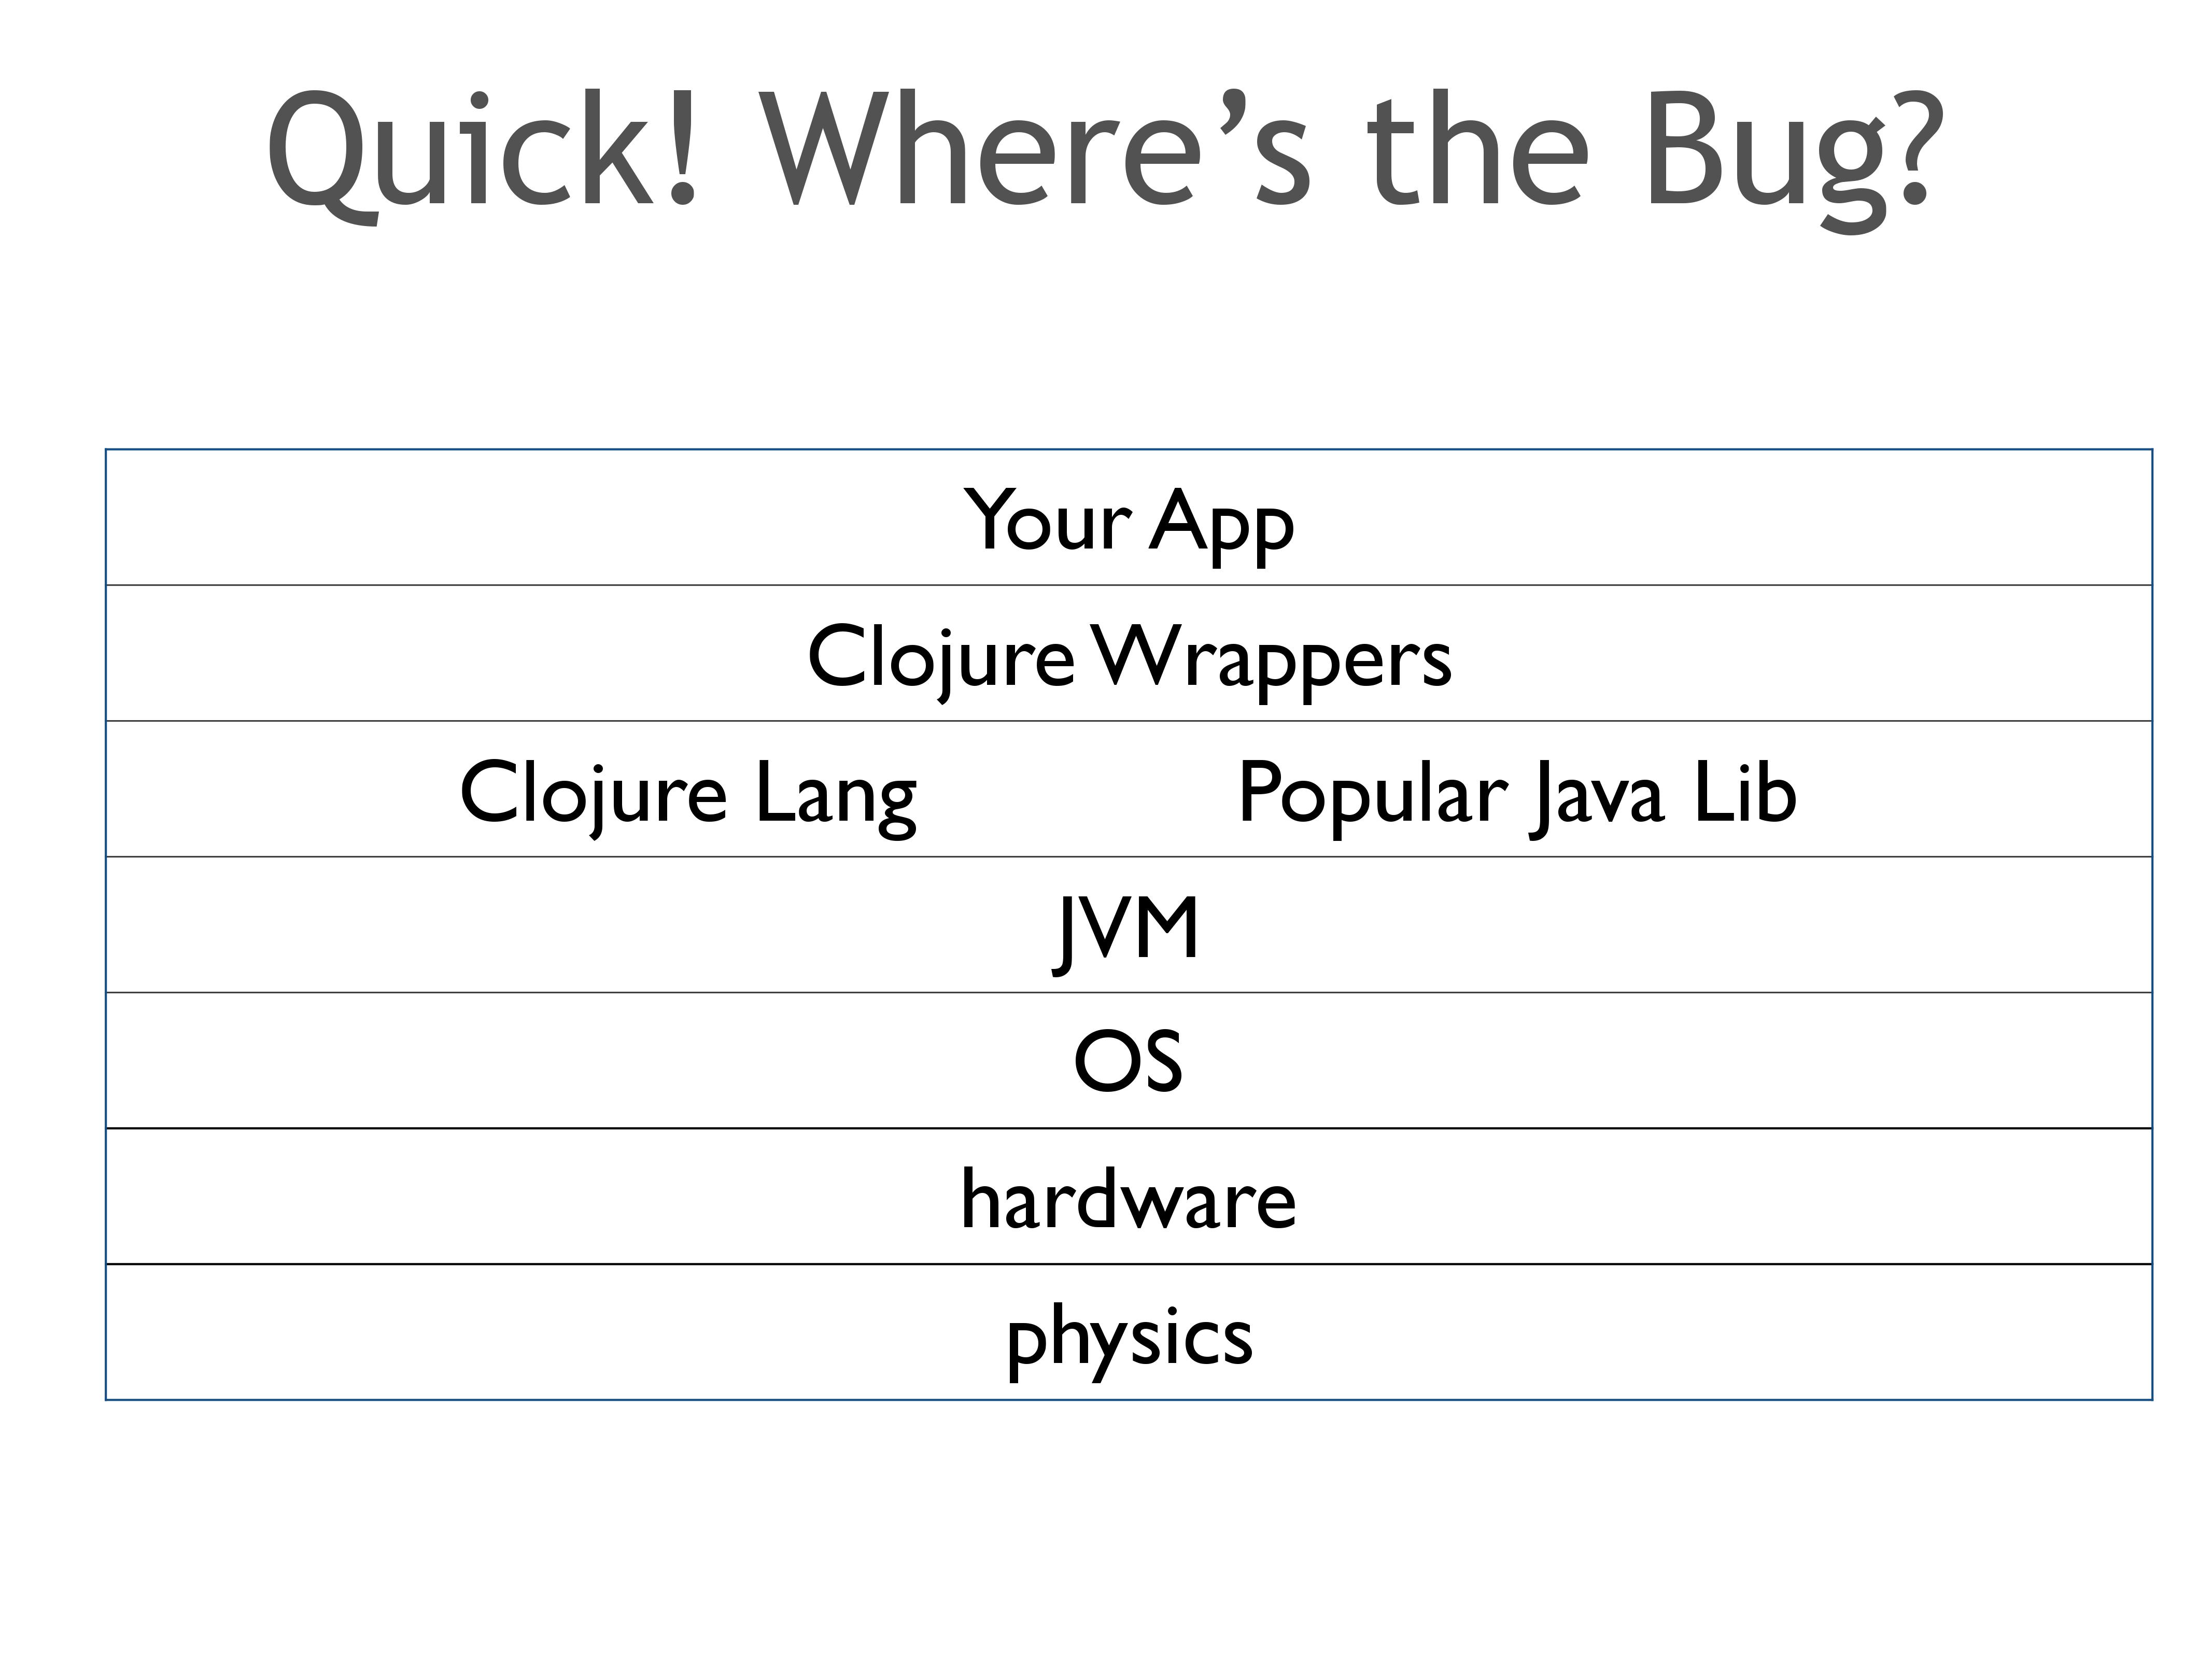 Quick! Where’s the Bug?
Your App
Clojure Wrappers
Clojure Lang Popular Java Lib
JVM
OS
hardware
physics